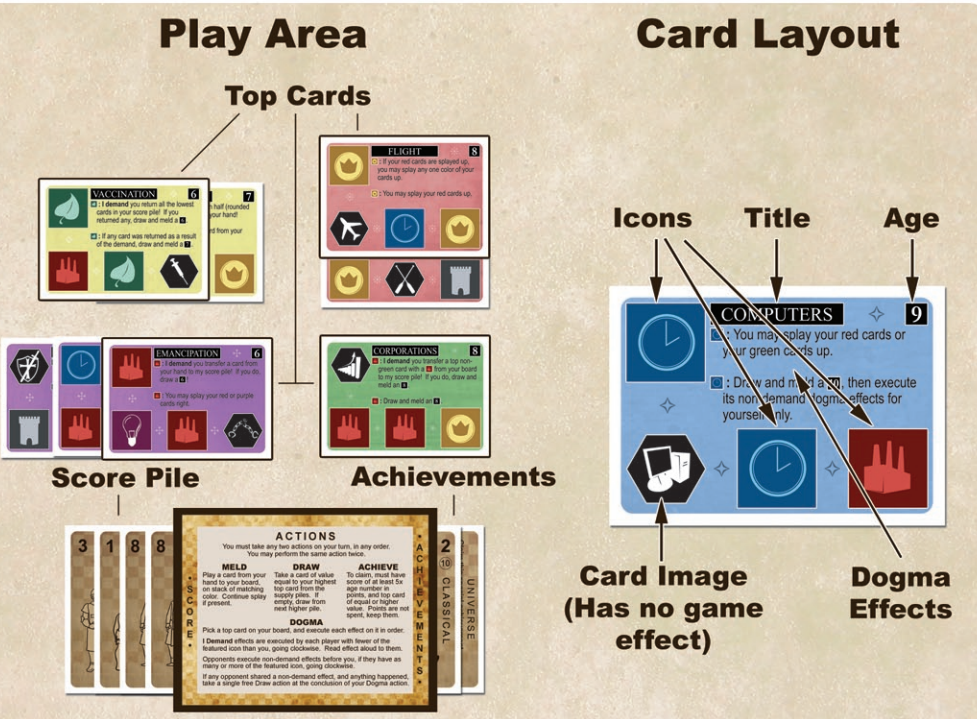 Play Area
Card Layout
Top Cards
FLIGHT 8
: If your red cards are splayed up,
you may splay any one color of your
cards up.
: You may splay your red cards up.
VACCINATION 6
: I demand you return all the lowest
cards in your score pile! If you
returned any, draw and meld a 6.
: If any card was returned as a result
of the demand, draw and meld a 7.
7
half (rounded
your hand!
rd from your
EMANCIPATION 6
: I demand you transfer a card from
your hand to my score pile! If you do,
draw a 6!
: You may splay your red or purple
cards right.
CORPORATIONS 8
: I demand you transfer a top non-
green card with a from your board
to my score pile! If you do, draw and
meld an 8.
: Draw and meld an 8.
Icons
Title
Age
COMPUTERS 9
: You may splay your red cards or
your green cards up.
: Draw and meld a 10, then execute
its non-demand dogma effects for
yourself only.
Card Image
(Has no game
effect)
Dogma
Effects
Score Pile
Achievements
3
1
8
8
SCORE
ACTIONS
You must take any two actions on your turn, in any order.
You may perform the same action twice.
MELD
Play a card from your
hand to your board,
on stack of matching
color. Continue splay
if present.
DRAW
Take a card of value
equal to your highest
top card from the
supply piles. If
empty, draw from
next higher pile.
ACHIEVE
To claim, must have
score of at least 5x
age number in
points, and top card
of equal or higher
value. Points are not
spent, keep them.
DOGMA
Pick a top card on your board, and execute each effect on it in order.
I Demand effects are executed by each player with fewer of the
featured icon than you, going clockwise. Read effect aloud to them.
Opponents execute non-demand effects before you, if they have as
many or more of the featured icon, going clockwise.
If any opponent shared a non-demand effect, and anything happened,
take a single free Draw action at the conclusion of your Dogma action.
ACHIEVEMENTS
2
10
CLASSICAL
UNIVERSE